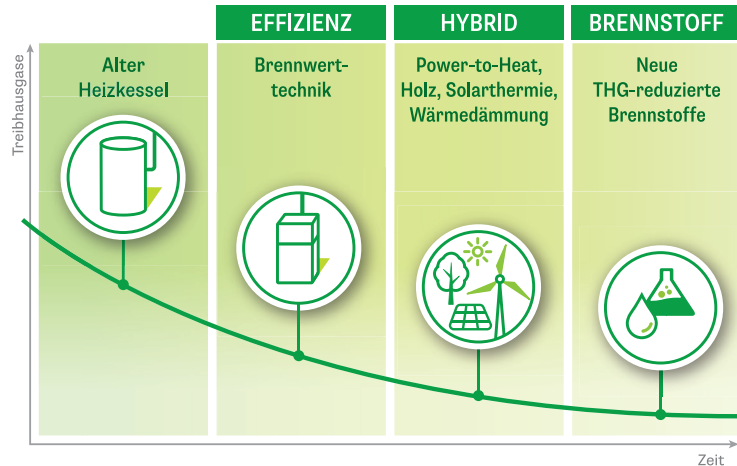 EFFIZIENZ
HYBRID
BRENNSTOFF
Alter
Heizkessel
Brennwert-
technik
Power-to-Heat,
Holz, Solarthermie,
Wärmedämmung
Neue
THG-reduzierte
Brennstoffe
Treibhausgase
Zeit